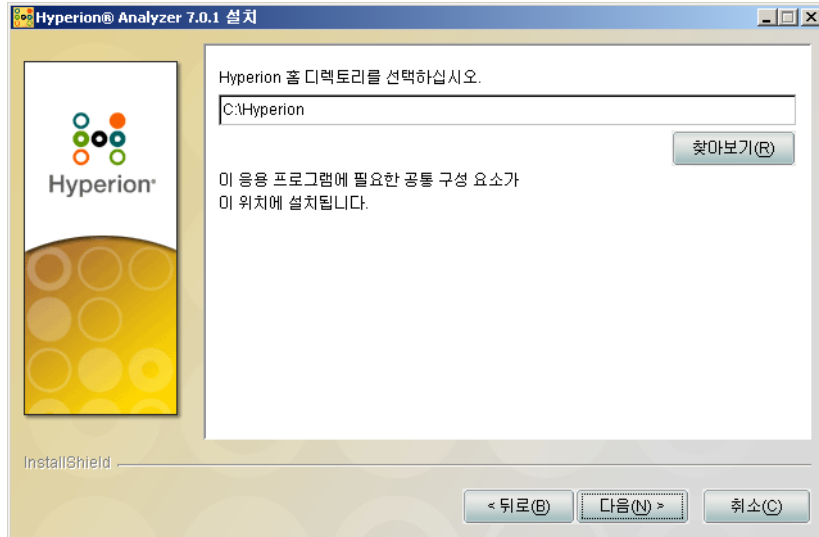 Hyperion® Analyzer 7.0.1 설치
Hyperion 홈 디렉토리를 선택하십시오.
C:\Hyperion
찾아보기(R)
Hyperion®
이 응용 프로그램에 필요한 공통 구성 요소가
이 위치에 설치됩니다.
InstallShield
< 뒤로(B)
다음(N) >
취소(C)